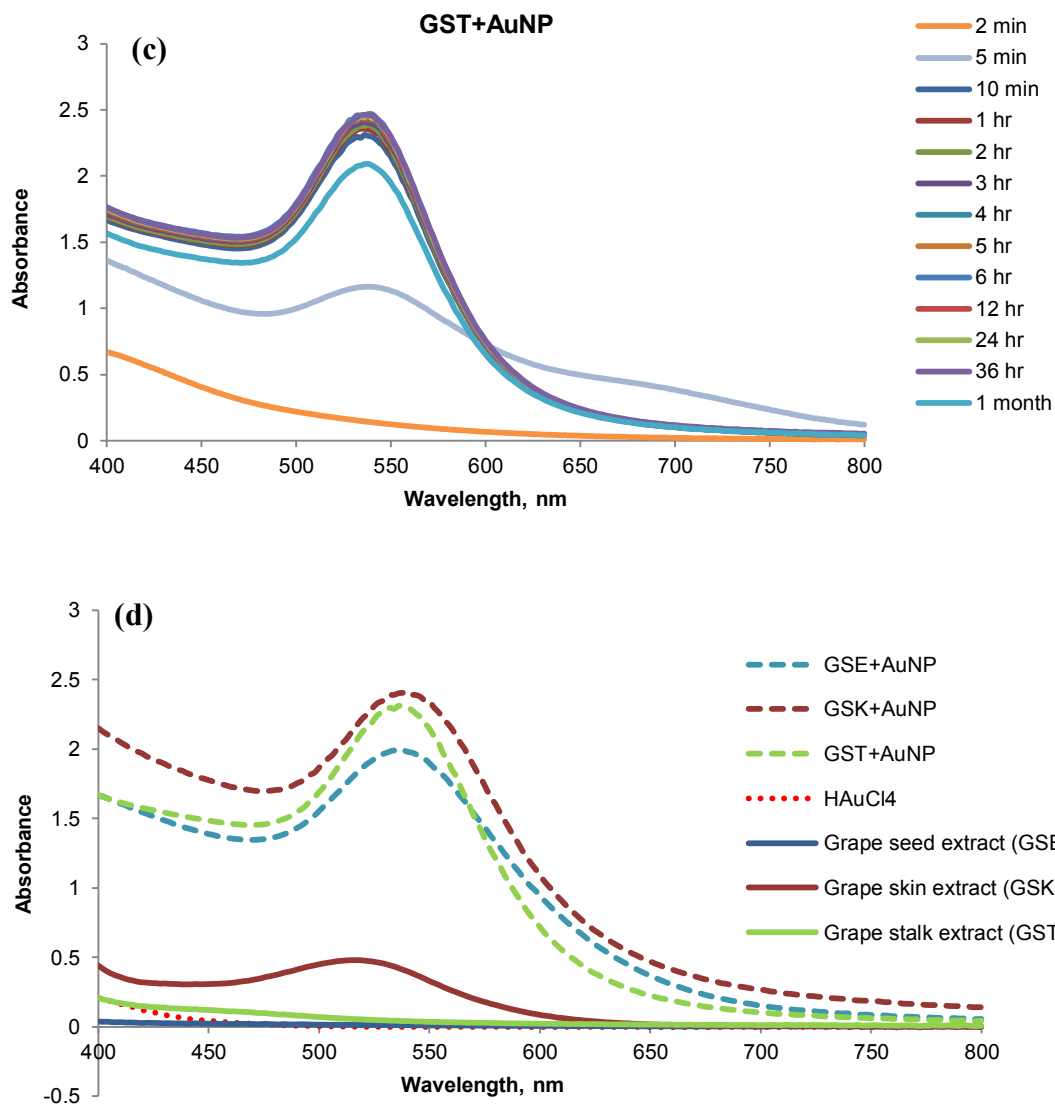 (c)
GST+AuNP
3
2.5
2
1.5
1
0.5
0
Absorbance
400 450 500 550 600 650 700 750 800
Wavelength, nm
2 min
5 min
10 min
1 hr
2 hr
3 hr
4 hr
5 hr
6 hr
12 hr
24 hr
36 hr
1 month
(d)
3
2.5
2
1.5
1
0.5
0
-0.5
Absorbance
400 450 500 550 600 650 700 750 800
Wavelength, nm
GSE+AuNP
GSK+AuNP
GST+AuNP
HAuCl4
Grape seed extract (GSE
Grape skin extract (GSK
Grape stalk extract (GST